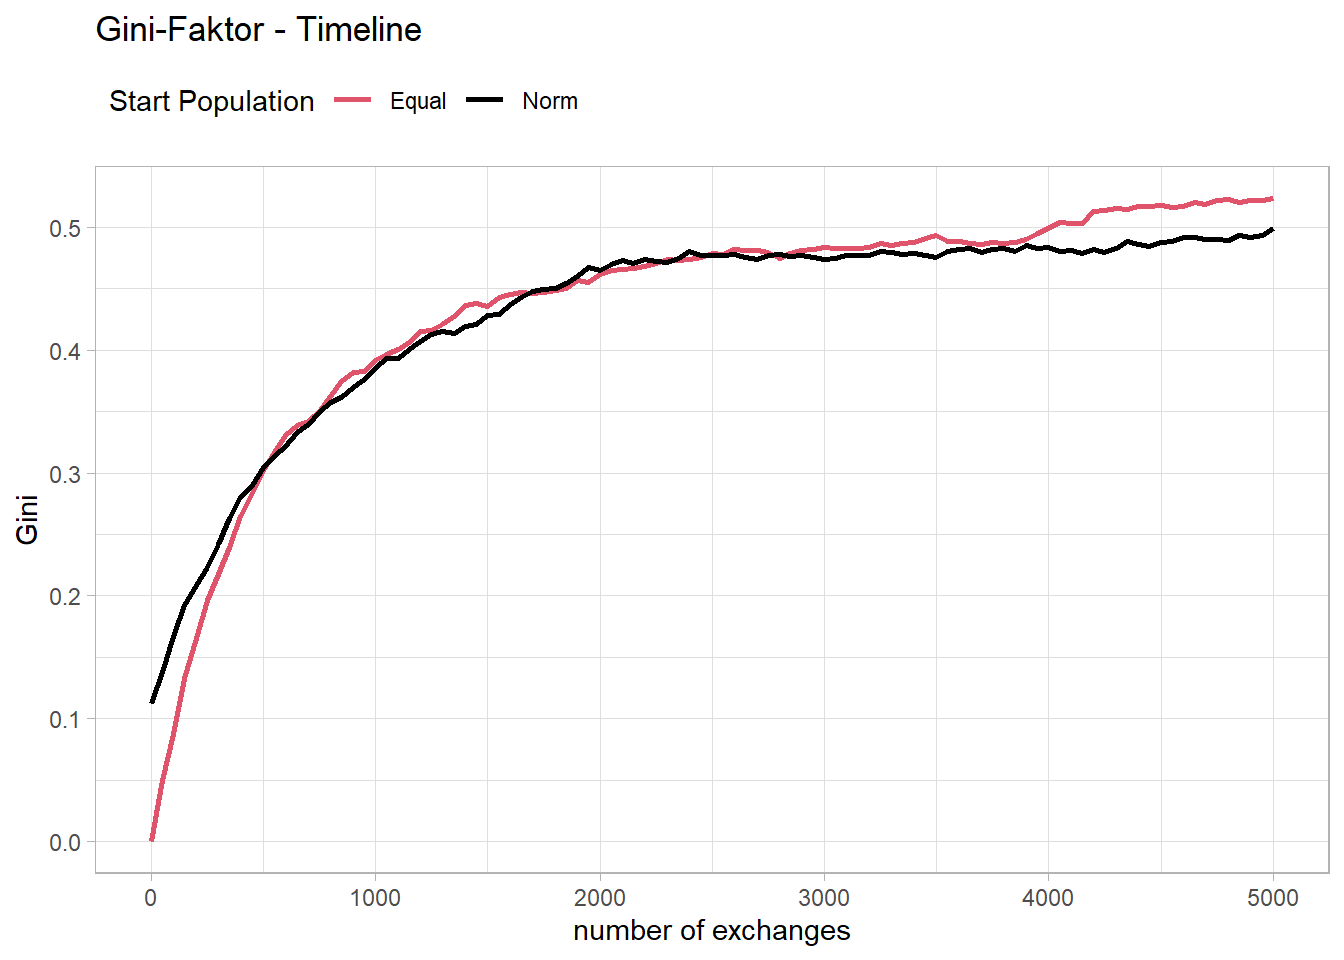 Gini-Faktor - Timeline
Start Population Equal Norm
Gini
0.5
0.4
0.3
0.2
0.1
0.0
0 1000 2000 3000 4000 5000
number of exchanges